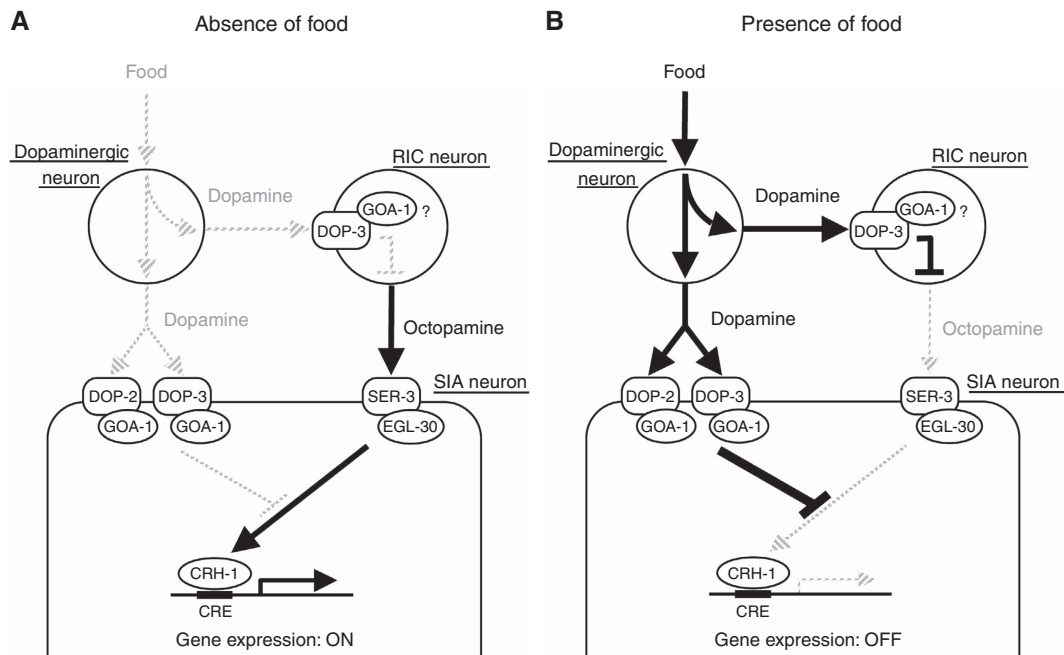 A
Absence of food
Food
Dopaminergic
neuron
RIC neuron
Dopamine
GOA-1
?
DOP-3
Dopamine
Octopamine
SIA neuron
DOP-2
DOP-3
SER-3
GOA-1
GOA-1
EGL-30
CRH-1
CRE
Gene expression: ON
B
Presence of food
Food
Dopaminergic
neuron
RIC neuron
Dopamine
GOA-1
?
DOP-3
Dopamine
Octopamine
SIA neuron
DOP-2
DOP-3
SER-3
GOA-1
GOA-1
EGL-30
CRH-1
CRE
Gene expression: OFF